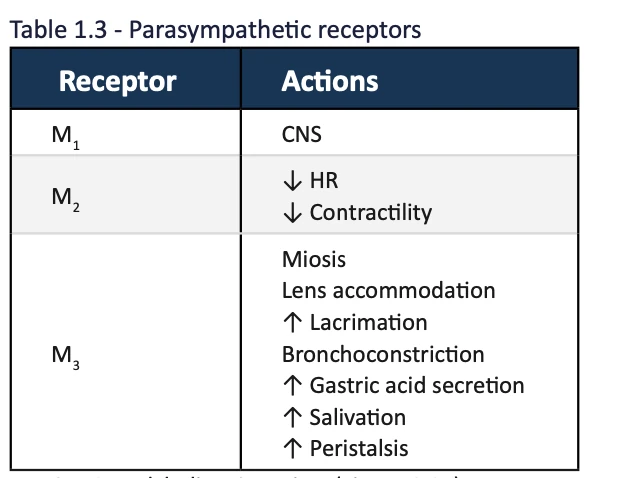 Table 1.3 - Parasympathetic receptors
Receptor Actions
M₁ CNS
M₂ ↓ HR
↓ Contractility
M₃ Miosis
Lens accommodation
↑ Lacrimation
Bronchoconstriction
↑ Gastric acid secretion
↑ Salivation
↑ Peristalsis